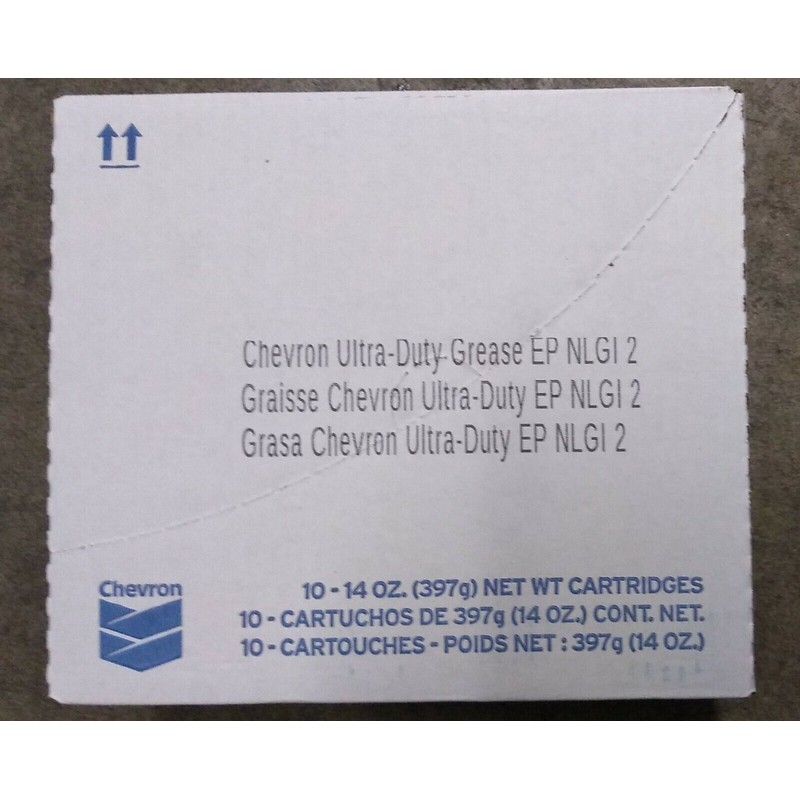 Chevron Ultra-Duty Grease EP NLGI 2
Graisse Chevron Ultra-Duty EP NLGI 2
Grasa Chevron Ultra-Duty EP NLGI 2
Chevron
10 - 14 OZ. (397g) NET WT CARTRIDGES
10 - CARTUCHOS DE 397g (14 OZ.) CONT. NET.
10 - CARTOUCHES - POIDS NET : 397g (14 OZ.)